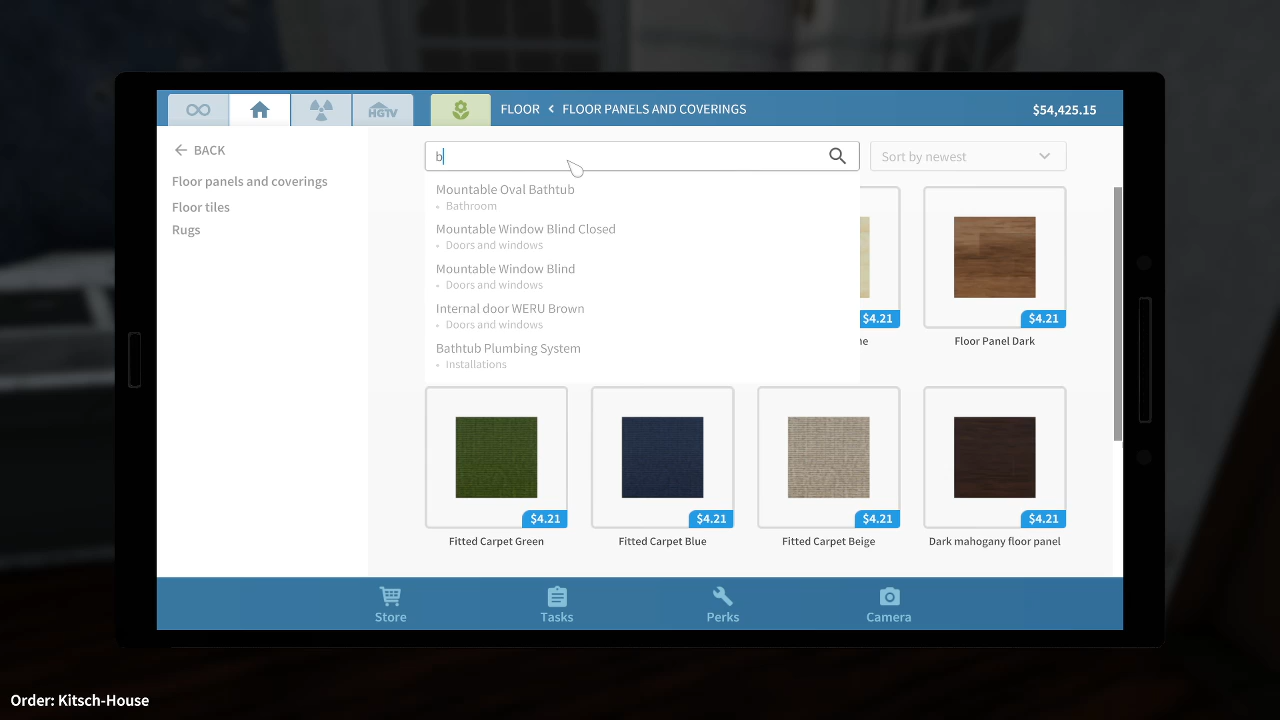 HGTV
FLOOR < FLOOR PANELS AND COVERINGS
$54,425.15
BACK
Floor panels and coverings
Floor tiles
Rugs
b
Sort by newest
Mountable Oval Bathtub
• Bathroom
Mountable Window Blind Closed
• Doors and windows
Mountable Window Blind
• Doors and windows
Internal door WERU Brown
• Doors and windows
Bathtub Plumbing System
• Installations
$4.21
$4.21
ne
Floor Panel Dark
$4.21
$4.21
$4.21
$4.21
Fitted Carpet Green
Fitted Carpet Blue
Fitted Carpet Beige
Dark mahogany floor panel
Store
Tasks
Perks
Camera
Order: Kitsch-House